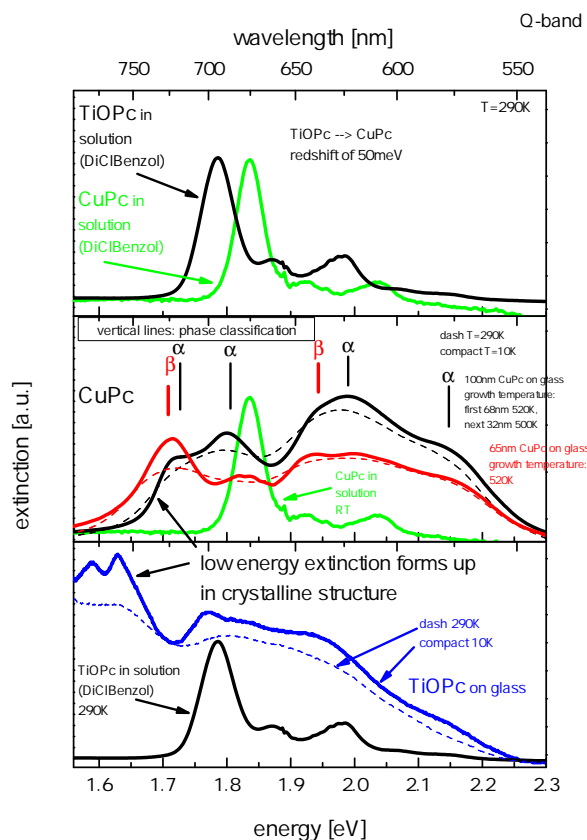 Q-band
wavelength [nm]
750 700 650 600 550
TiOPc in
solution
(DiClBenzol)
TiOPc --> CuPc
redshift of 50meV
T=290K
CuPc in
solution
(DiClBenzol)
vertical lines: phase classification
dash T=290K
compact T=10K
β α α β α α
CuPc
100nm CuPc on glass
growth temperature:
first 68nm 520K,
next 32nm 500K
65nm CuPc on glass
growth temperature:
520K
CuPc in
solution
RT
extinction [a.u.]
low energy extinction forms up
in crystalline structure
dash 290K
compact 10K
TiOPc on glass
TiOPc in solution
(DiClBenzol)
290K
1.6 1.7 1.8 1.9 2.0 2.1 2.2 2.3
energy [eV]